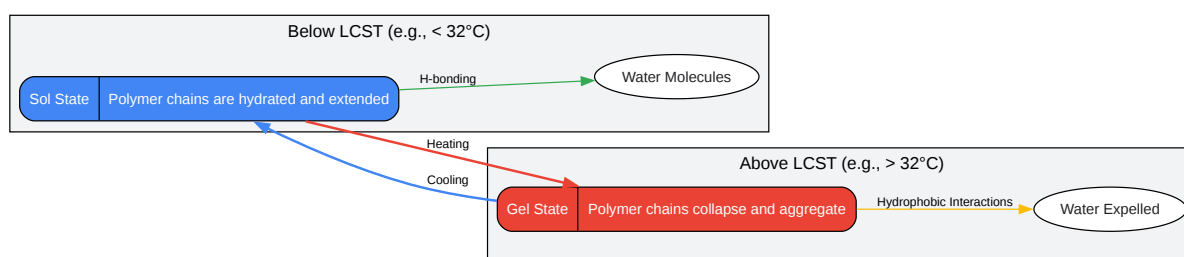 Below LCST (e.g., < 32°C)
Sol State
Polymer chains are hydrated and extended
H-bonding
Water Molecules
Heating
Cooling
Above LCST (e.g., > 32°C)
Gel State
Polymer chains collapse and aggregate
Hydrophobic Interactions
Water Expelled